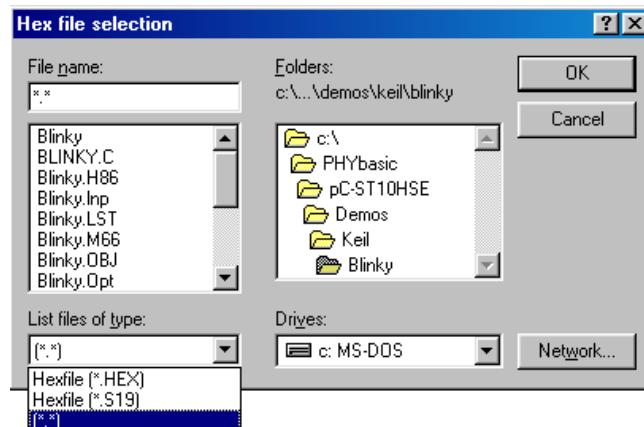 Hex file selection
? X
File name:
*.*
Blinky
BLINKY.C
Blinky.H86
Blinky.Inp
Blinky.LST
Blinky.M66
Blinky.OBJ
Blinky.Opt
Folders:
c:\...\demos\keil\blinky
c:\
PHYbasic
pC-ST10HSE
Demos
Keil
Blinky
OK
Cancel
List files of type:
(*.*)
Hexfile (*.HEX)
Hexfile (*.S19)
(*.*)
Drives:
c: MS-DOS
Network...